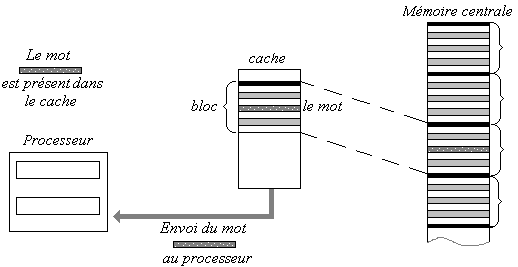 Mémoire centrale
Le mot
est présent dans
le cache
cache
bloc
le mot
Processeur
Envoi du mot
au processeur